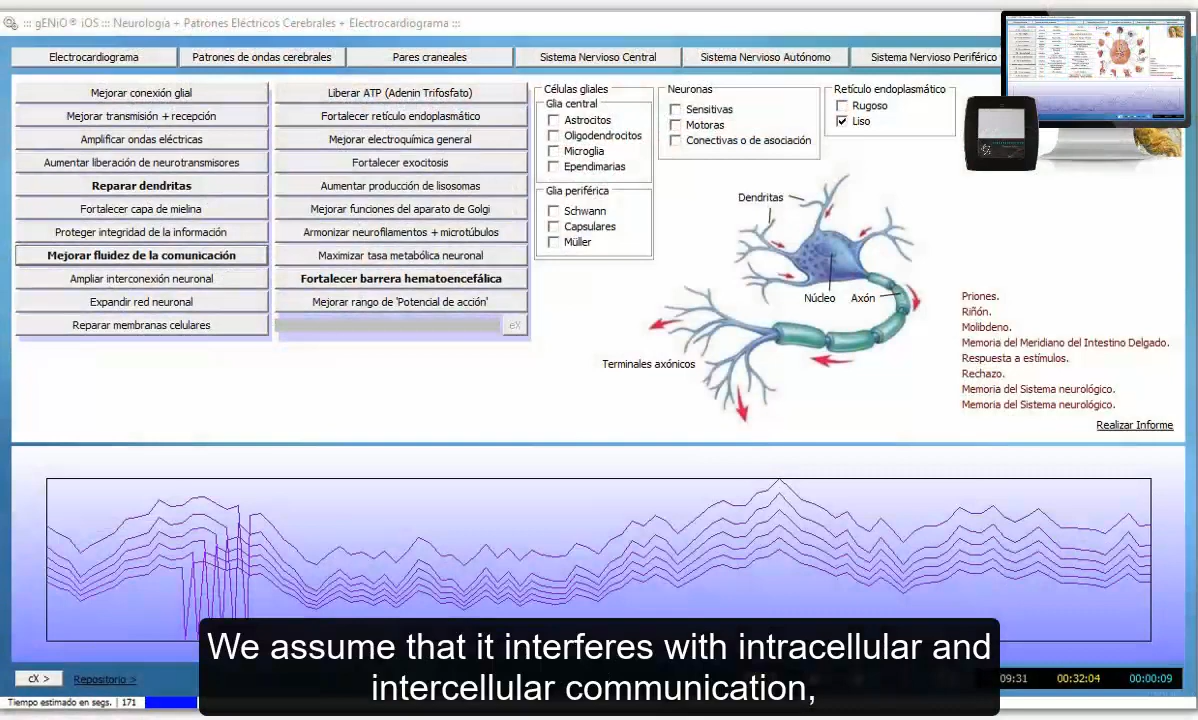 ::: gENiO® iOS ::: Neurología + Patrones Eléctricos Cerebrales + Electrocardiograma :::
Electrocardiograma
Patrones de ondas cerebrales
Pares craneales
Sistema Nervioso Central
Sistema Nervioso Autónomo
Sistema Nervioso Periférico
Mejorar conexión glial
Mejorar transmisión + recepción
Amplificar ondas eléctricas
Aumentar liberación de neurotransmisores
Reparar dendritas
Fortalecer capa de mielina
Proteger integridad de la información
Mejorar fluidez de la comunicación
Ampliar interconexión neuronal
Expandir red neuronal
Reparar membranas celulares
Liberar ATP (Adenin Trifosfato)
Fortalecer retículo endoplasmático
Mejorar electroquímica general
Fortalecer exocitosis
Aumentar producción de lisosomas
Mejorar funciones del aparato de Golgi
Armonizar neurofilamentos + microtúbulos
Maximizar tasa metabólica neuronal
Fortalecer barrera hematoencefálica
Mejorar rango de 'Potencial de acción'
eX
Células gliales
Glia central
Astrocitos
Oligodendrocitos
Microglia
Ependimarias
Glia periférica
Schwann
Capsulares
Müller
Neuronas
Sensitivas
Motoras
Conectivas o de asociación
Retículo endoplasmático
Rugoso
Liso
Dendritas
Núcleo
Axón
Terminales axónicos
Priones.
Riñón.
Molibdeno.
Memoria del Meridiano del Intestino Delgado.
Respuesta a estímulos.
Rechazo.
Memoria del Sistema neurológico.
Memoria del Sistema neurológico.
Realizar Informe
We assume that it interferes with intracellular and
intercellular communication,
cX >
Repositorio >
09:31
00:32:04
00:00:09
Tiempo estimado en segs. | 171